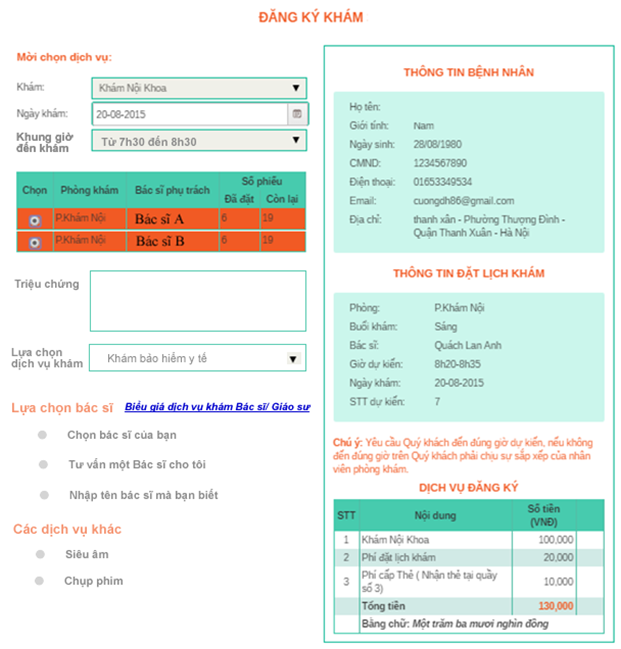 ĐĂNG KÝ KHÁM
Mời chọn dịch vụ:
Khám: Khám Nội Khoa
Ngày khám: 20-08-2015
Khung giờ
đến khám Từ 7h30 đến 8h30
Chọn Phòng khám Bác sĩ phụ trách Số phiếu
Đã đặt Còn lại
P.Khám Nội Bác sĩ A 6 19
P.Khám Nội Bác sĩ B 6 19
Triệu chứng
Lựa chọn
dịch vụ khám Khám bảo hiểm y tế
Lựa chọn bác sĩ Biểu giá dịch vụ khám Bác sĩ/ Giáo sư
Chọn bác sĩ của bạn
Tư vấn một Bác sĩ cho tôi
Nhập tên bác sĩ mà bạn biết
Các dịch vụ khác
Siêu âm
Chụp phim
THÔNG TIN BỆNH NHÂN
Họ tên:
Giới tính: Nam
Ngày sinh: 28/08/1980
CMND: 1234567890
Điện thoại: 01653349534
Email: cuongdh86@gmail.com
Địa chỉ: thanh xân - Phường Thượng Đình -
Quận Thanh Xuân - Hà Nội
THÔNG TIN ĐẶT LỊCH KHÁM
Phòng: P.Khám Nội
Buổi khám: Sáng
Bác sĩ: Quách Lan Anh
Giờ dự kiến: 8h20-8h35
Ngày khám: 20-08-2015
STT dự kiến: 7
Chú ý: Yêu cầu Quý khách đến đúng giờ dự kiến, nếu không
đến đúng giờ trên Quý khách phải chịu sự sắp xếp của nhân
viên phòng khám.
DỊCH VỤ ĐĂNG KÝ
STT Nội dung Số tiền
(VNĐ)
1 Khám Nội Khoa 100,000
2 Phí đặt lịch khám 20,000
3 Phí cấp Thẻ ( Nhận thẻ tại quầy
số 3) 10,000
Tổng tiền 130,000
Bằng chữ: Một trăm ba mươi nghìn đồng